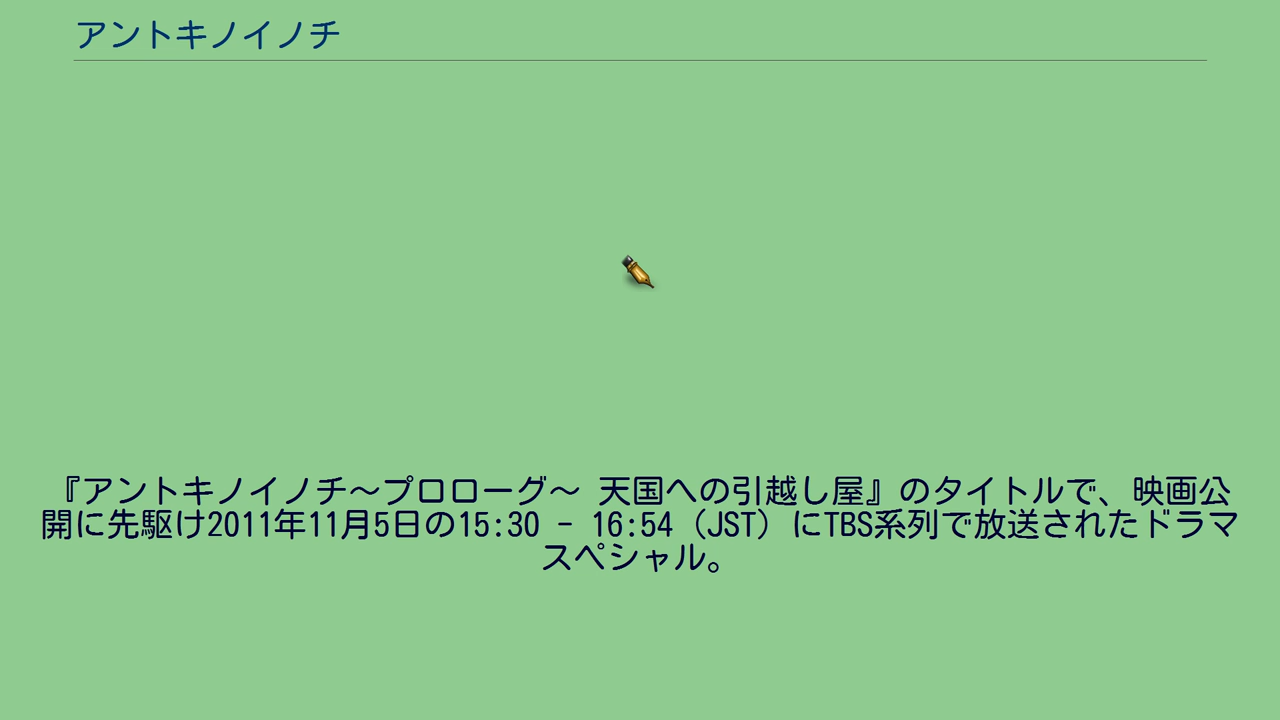 アントキノイノチ
『アントキノイノチ〜プロローグ〜 天国への引越し屋』のタイトルで、映画公
開に先駆け2011年11月5日の15:30 - 16:54（JST）にTBS系列で放送されたドラマ
スペシャル。